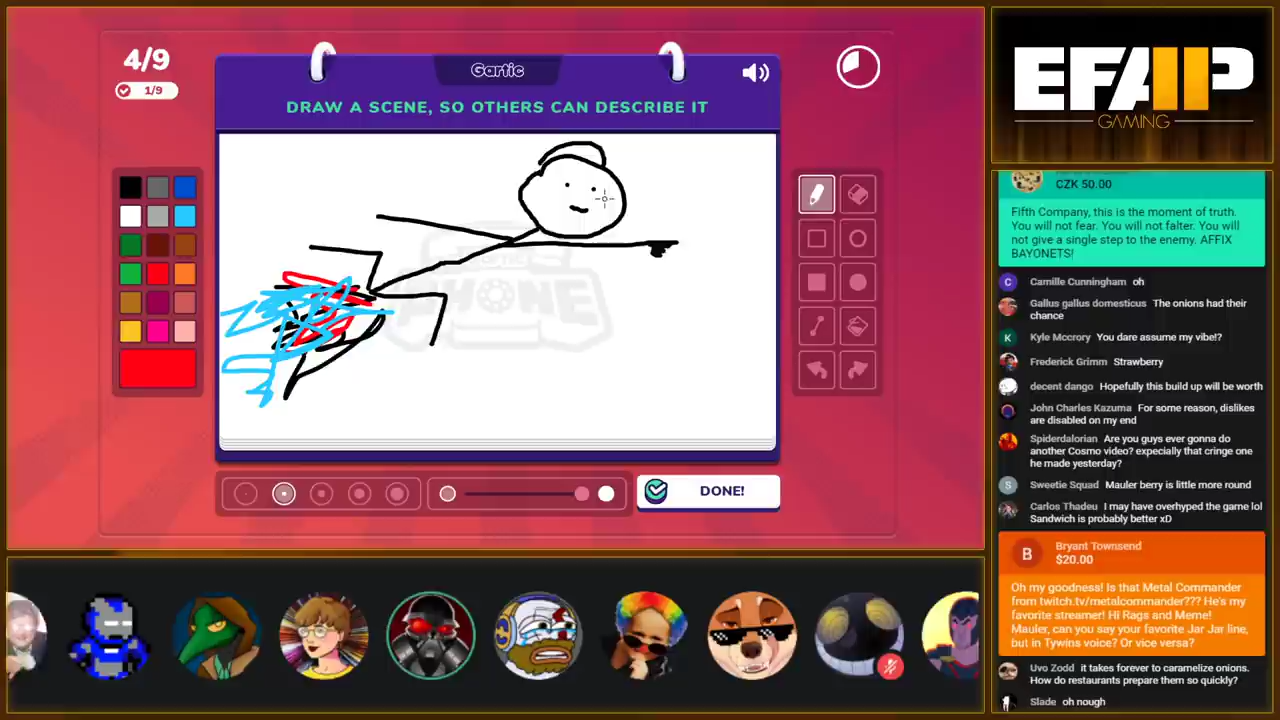 4/9
1/9
Gartic
DRAW A SCENE, SO OTHERS CAN DESCRIBE IT
PHONE
DONE!
EFAP
GAMING
CZK 50.00
Fifth Company, this is the moment of truth.
You will not fear. You will not falter. You will
not give a single step to the enemy. AFFIX
BAYONETS!
C Camille Cunningham oh
Gallus gallus domesticus The onions had their
chance
K Kyle Mccrory You dare assume my vibe!?
Frederick Grimm Strawberry
decent dango Hopefully this build up will be worth
John Charles Kazuma For some reason, dislikes
are disabled on my end
Spiderdalorian Are you guys ever gonna do
another Cosmo video? expecially that cringe one
he made yesterday?
Sweetie Squad Mauler berry is little more round
Carlos Thadeu I may have overhyped the game lol
Sandwich is probably better xD
B Bryant Townsend
$20.00
Oh my goodness! Is that Metal Commander
from twitch.tv/metalcommander??? He's my
favorite streamer! Hi Rags and Meme!
Mauler, can you say your favorite Jar Jar line,
but in Tywins voice? Or vice versa?
Uvo Zodd it takes forever to caramelize onions.
How do restaurants prepare them so quickly?
Slade oh nough